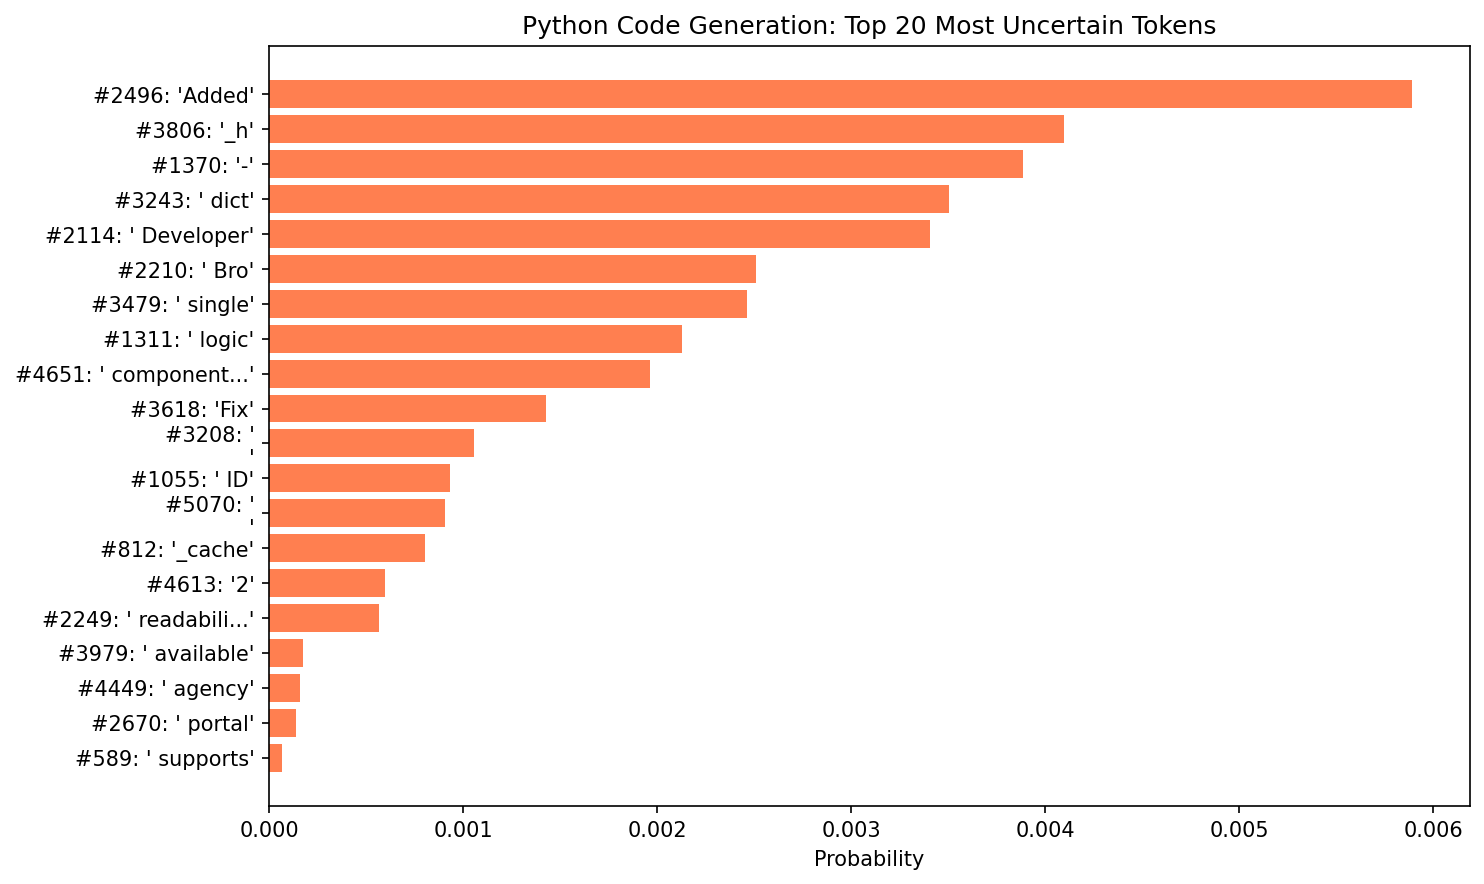 Python Code Generation: Top 20 Most Uncertain Tokens
#2496: 'Added'
#3806: '_h'
#1370: '-'
#3243: ' dict'
#2114: ' Developer'
#2210: ' Bro'
#3479: ' single'
#1311: ' logic'
#4651: ' component...'
#3618: 'Fix'
#3208: '
'
#1055: ' ID'
#5070: '
'
#812: '_cache'
#4613: '2'
#2249: ' readabili...'
#3979: ' available'
#4449: ' agency'
#2670: ' portal'
#589: ' supports'
0.000 0.001 0.002 0.003 0.004 0.005 0.006
Probability